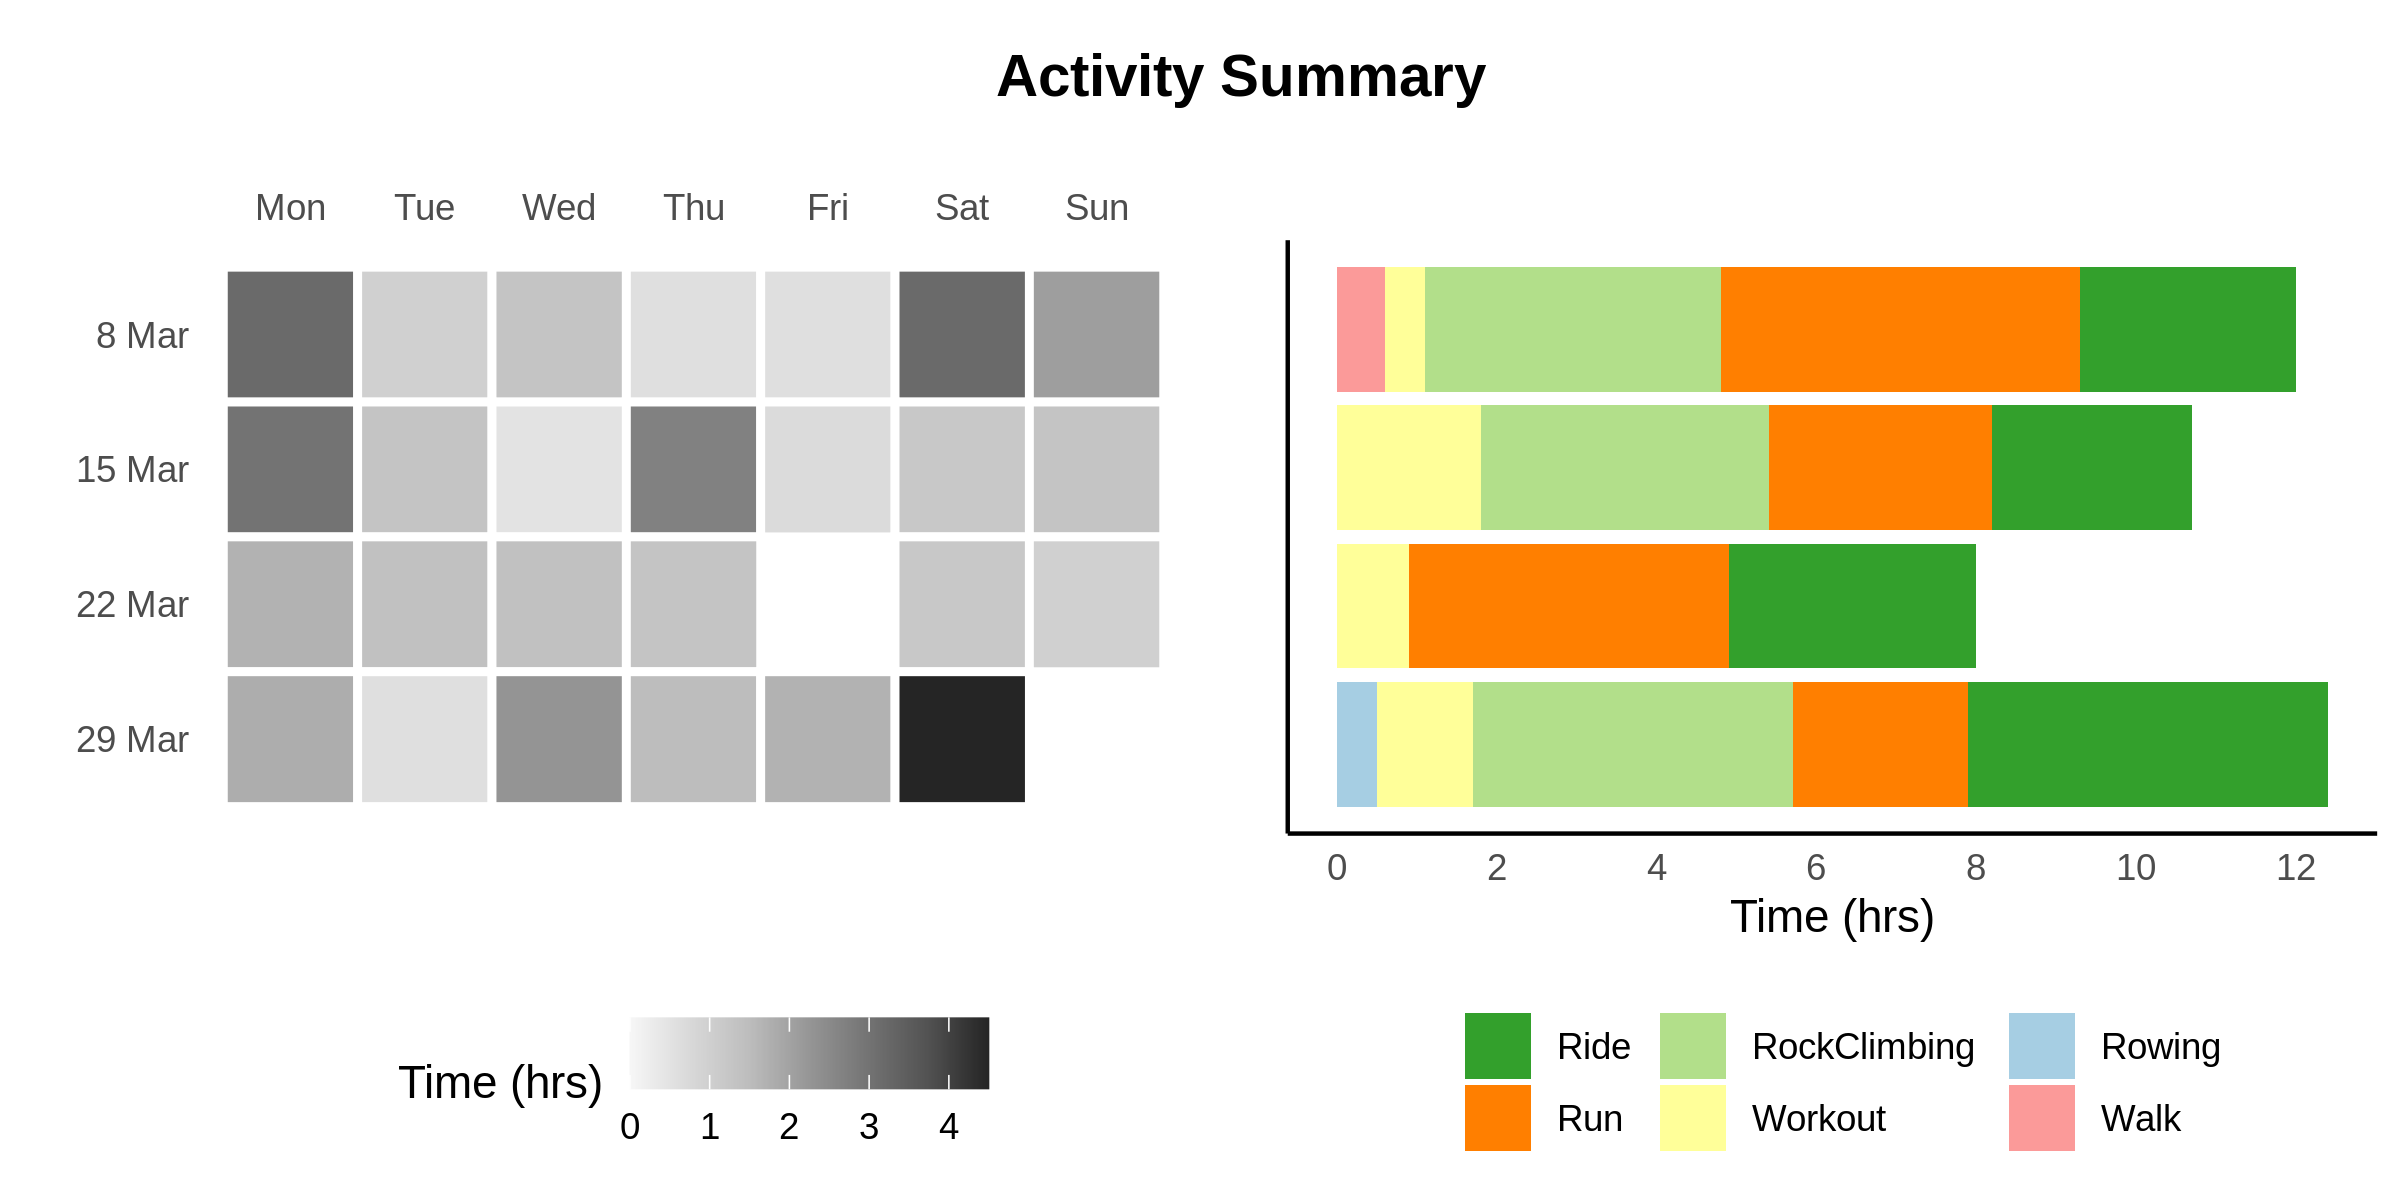 Activity Summary
Mon Tue Wed Thu Fri Sat Sun
8 Mar
15 Mar
22 Mar
29 Mar
0 2 4 6 8 10 12
Time (hrs)
Time (hrs)
0 1 2 3 4
Ride RockClimbing Rowing
Run Workout Walk